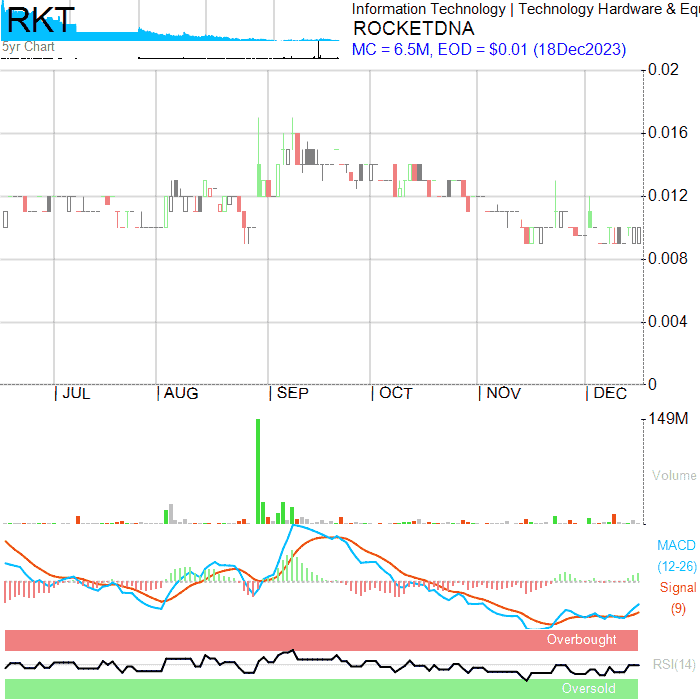 RKT
5yr Chart
Information Technology | Technology Hardware & Equ
ROCKETDNA
MC = 6.5M, EOD = $0.01 (18Dec2023)
0.02
0.016
0.012
0.008
0.004
0
| JUL | AUG | SEP | OCT | NOV | DEC
149M
Volume
MACD
(12-26)
Signal
(9)
Overbought
RSI(14)
Oversold